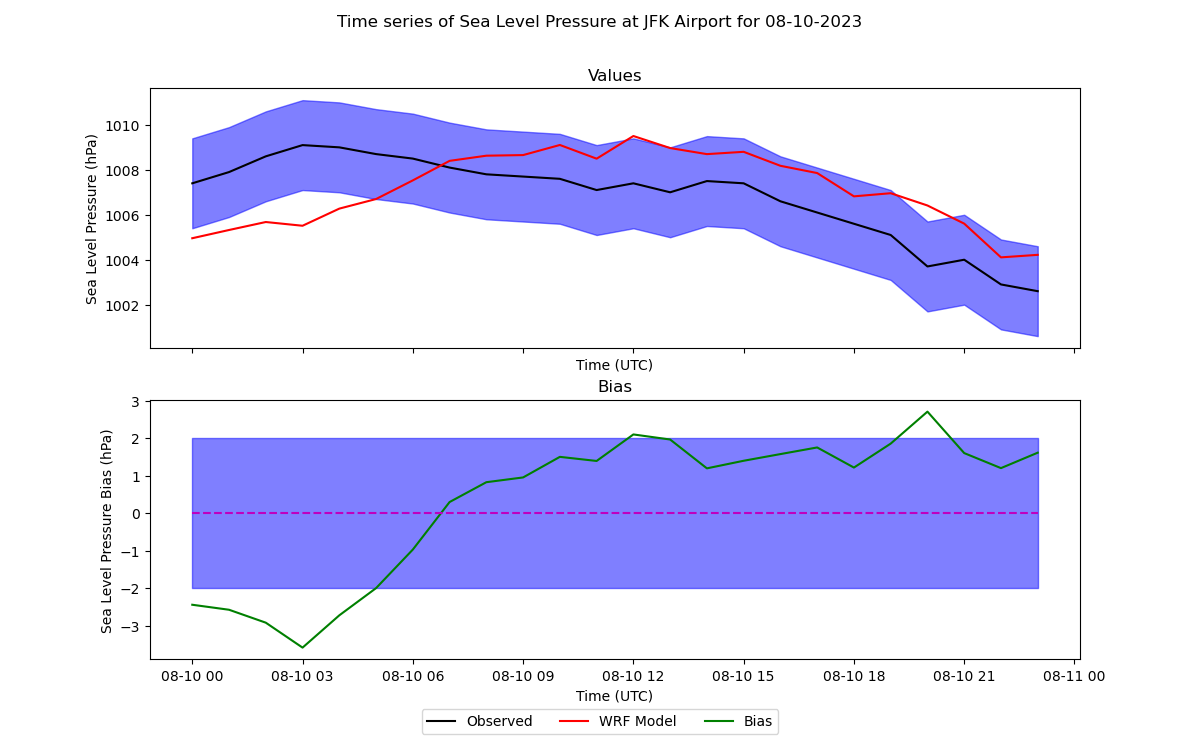 Time series of Sea Level Pressure at JFK Airport for 08-10-2023
Values
Sea Level Pressure (hPa)
1010
1008
1006
1004
1002
Time (UTC)
Bias
Sea Level Pressure Bias (hPa)
3
2
1
0
−1
−2
−3
08-10 00 08-10 03 08-10 06 08-10 09 08-10 12 08-10 15 08-10 18 08-10 21 08-11 00
Time (UTC)
Observed WRF Model Bias